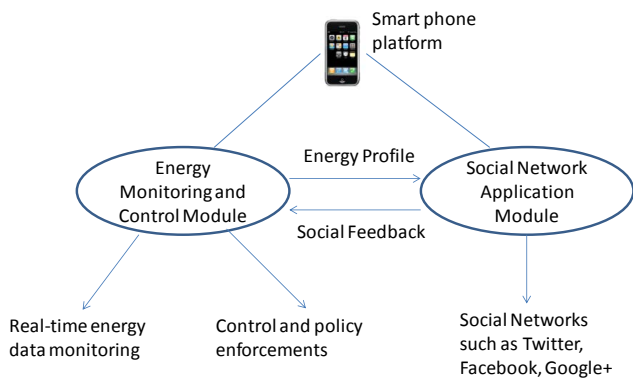 Smart phone
platform
Energy
Monitoring and
Control Module
Energy Profile
Social Feedback
Social Network
Application
Module
Real-time energy
data monitoring
Control and policy
enforcements
Social Networks
such as Twitter,
Facebook, Google+